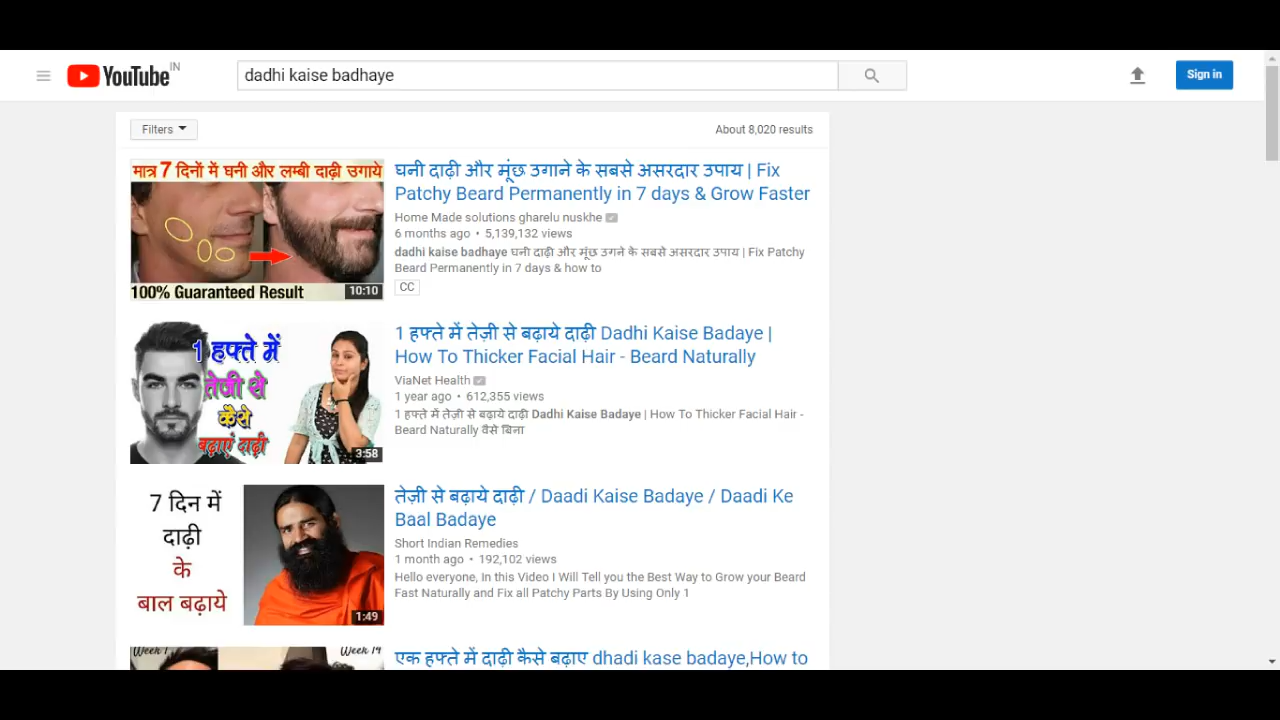 YouTube IN
dadhi kaise badhaye
Sign in
Filters
About 8,020 results
मात्र 7 दिनों में घनी और लम्बी दाढ़ी उगाये
100% Guaranteed Result
10:10
घनी दाढ़ी और मूंछ उगाने के सबसे असरदार उपाय | Fix
Patchy Beard Permanently in 7 days & Grow Faster
Home Made solutions gharelu nuskhe
6 months ago • 5,139,132 views
dadhi kaise badhaye घनी दाढ़ी और मूंछ उगने के सबसे असरदार उपाय | Fix Patchy
Beard Permanently in 7 days & how to
CC
1 हफ्ते में
तेजी से
कैसे
बढ़ाएं दाढ़ी
3:58
1 हफ्ते में तेज़ी से बढ़ाये दाढ़ी Dadhi Kaise Badaye |
How To Thicker Facial Hair - Beard Naturally
ViaNet Health
1 year ago • 612,355 views
1 हफ्ते में तेज़ी से बढ़ाये दाढ़ी Dadhi Kaise Badaye | How To Thicker Facial Hair -
Beard Naturally वैसे बिना
7 दिन में
दाढ़ी
के
बाल बढ़ाये
1:49
तेज़ी से बढ़ाये दाढ़ी / Daadi Kaise Badaye / Daadi Ke
Baal Badaye
Short Indian Remedies
1 month ago • 192,102 views
Hello everyone, In this Video I Will Tell you the Best Way to Grow your Beard
Fast Naturally and Fix all Patchy Parts By Using Only 1
Week 1
Week 14
एक हफ्ते में दाढ़ी कैसे बढ़ाए dhadi kase badaye,How to